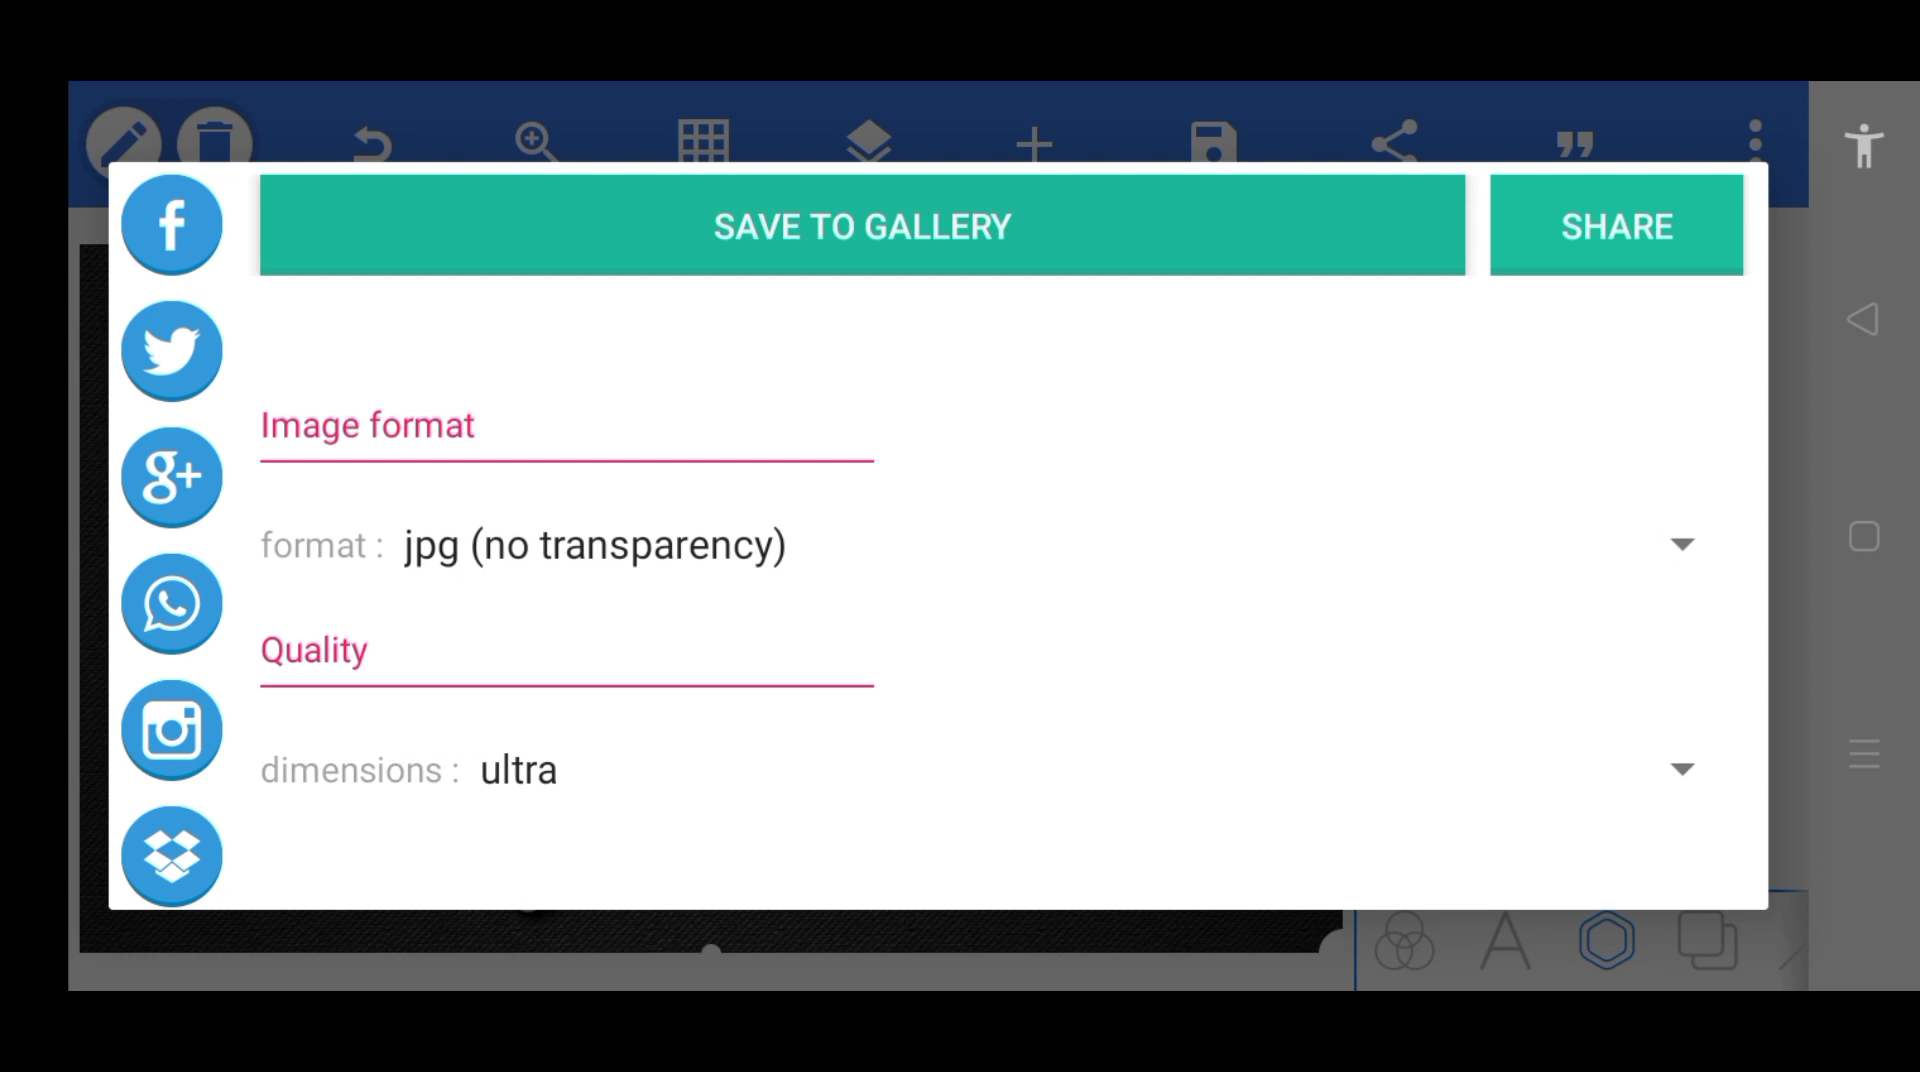 SAVE TO GALLERY
SHARE
Image format
format : jpg (no transparency)
Quality
dimensions : ultra